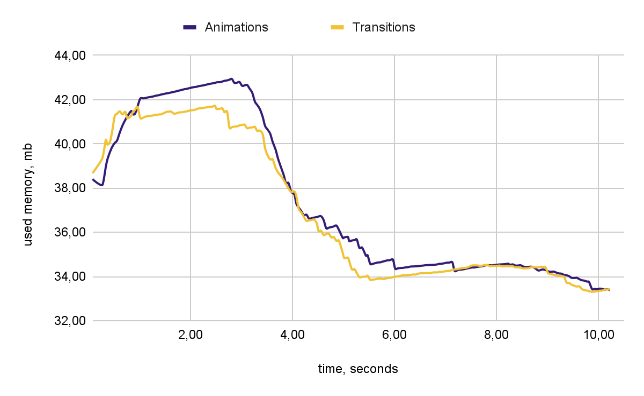 Animations Transitions
44,00
42,00
40,00
38,00
36,00
34,00
32,00
used memory, mb
2,00 4,00 6,00 8,00 10,00
time, seconds